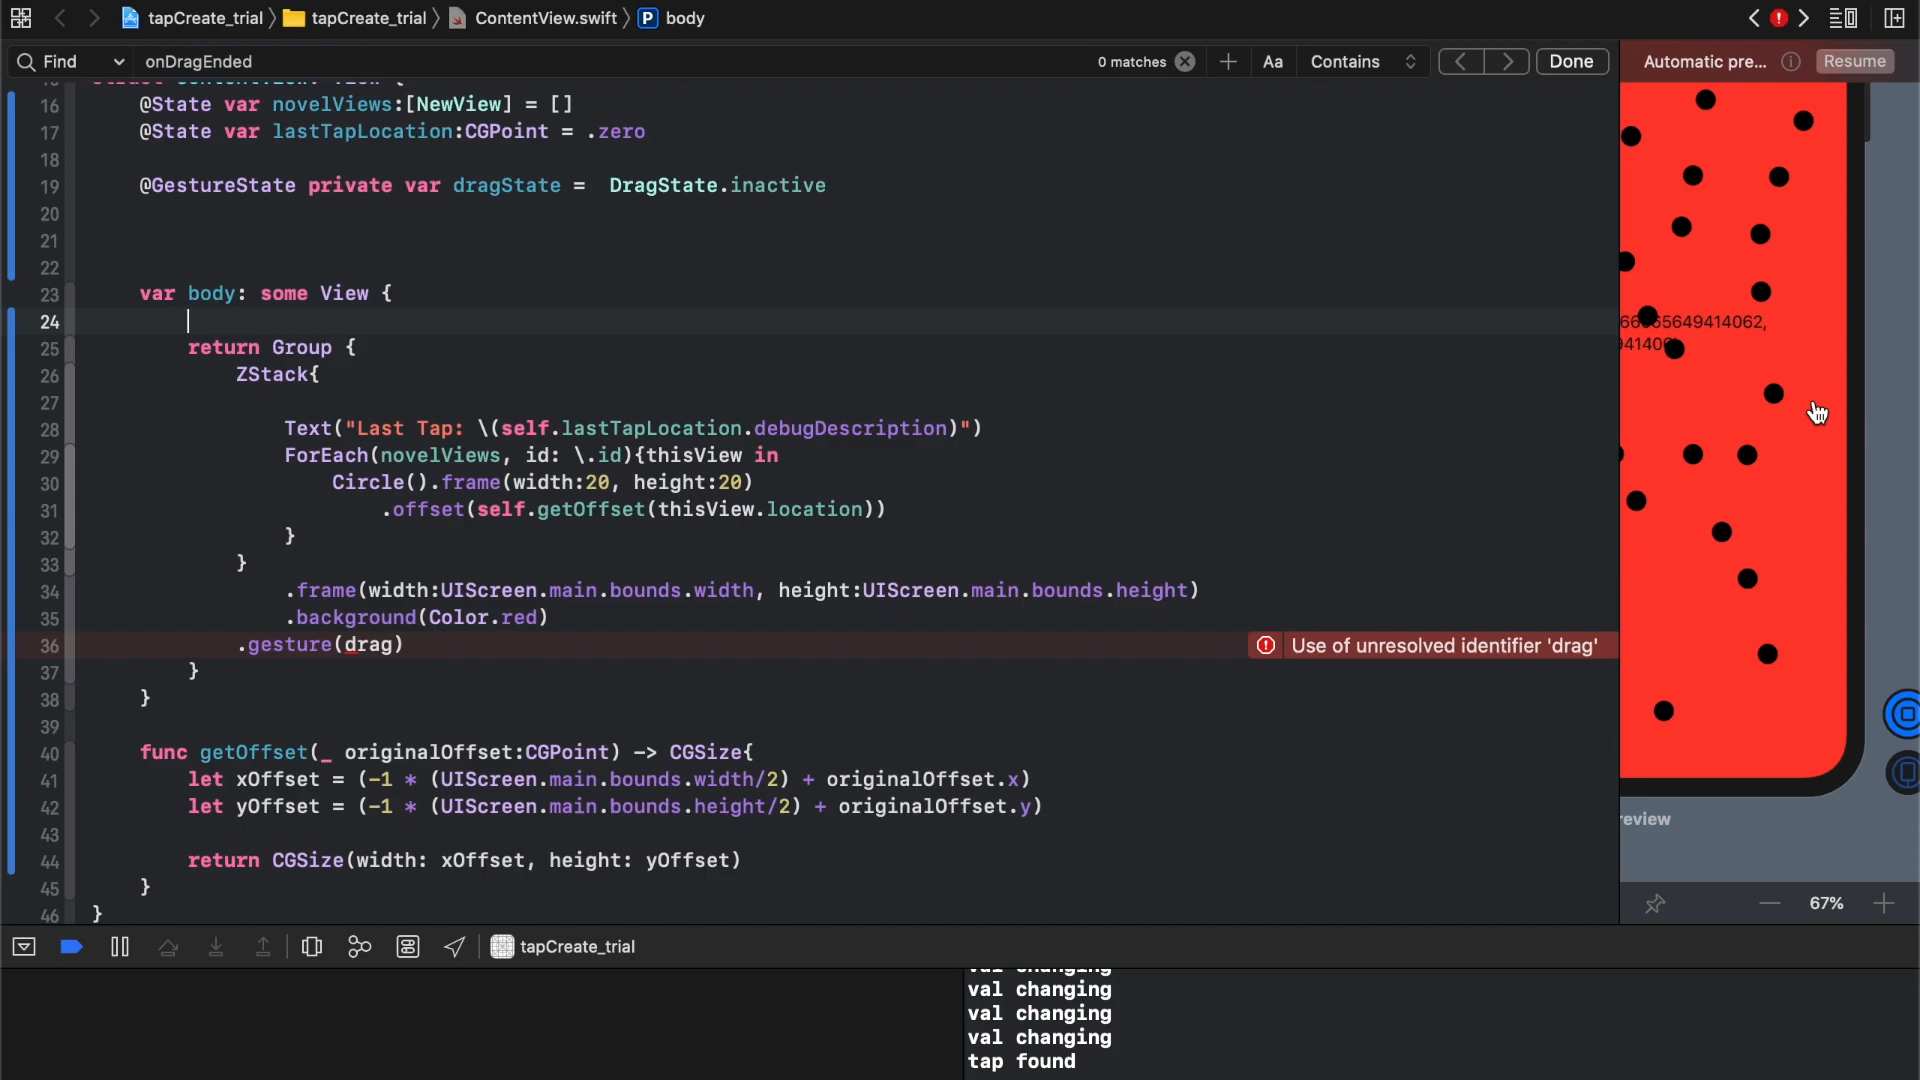 tapCreate_trial tapCreate_trial ContentView.swift P body
Find onDragEnded 0 matches Aa Contains Done Automatic pre... Resume
16 @State var novelViews:[NewView] = []
17 @State var lastTapLocation:CGPoint = .zero
18
19 @GestureState private var dragState =  DragState.inactive
20
21
22
23 var body: some View {
24
25 return Group {
26 ZStack{
27
28 Text("Last Tap: \(self.lastTapLocation.debugDescription)")
29 ForEach(novelViews, id: \.id){thisView in
30 Circle().frame(width:20, height:20)
31 .offset(self.getOffset(thisView.location))
32 }
33 }
34 .frame(width:UIScreen.main.bounds.width, height:UIScreen.main.bounds.height)
35 .background(Color.red)
36 .gesture(drag) Use of unresolved identifier 'drag'
37 }
38 }
39
40 func getOffset(_ originalOffset:CGPoint) -> CGSize{
41 let xOffset = (-1 * (UIScreen.main.bounds.width/2) + originalOffset.x)
42 let yOffset = (-1 * (UIScreen.main.bounds.height/2) + originalOffset.y)
43
44 return CGSize(width: xOffset, height: yOffset)
45 }
46 }
review
67%
tapCreate_trial
val changing
val changing
val changing
val changing
tap found